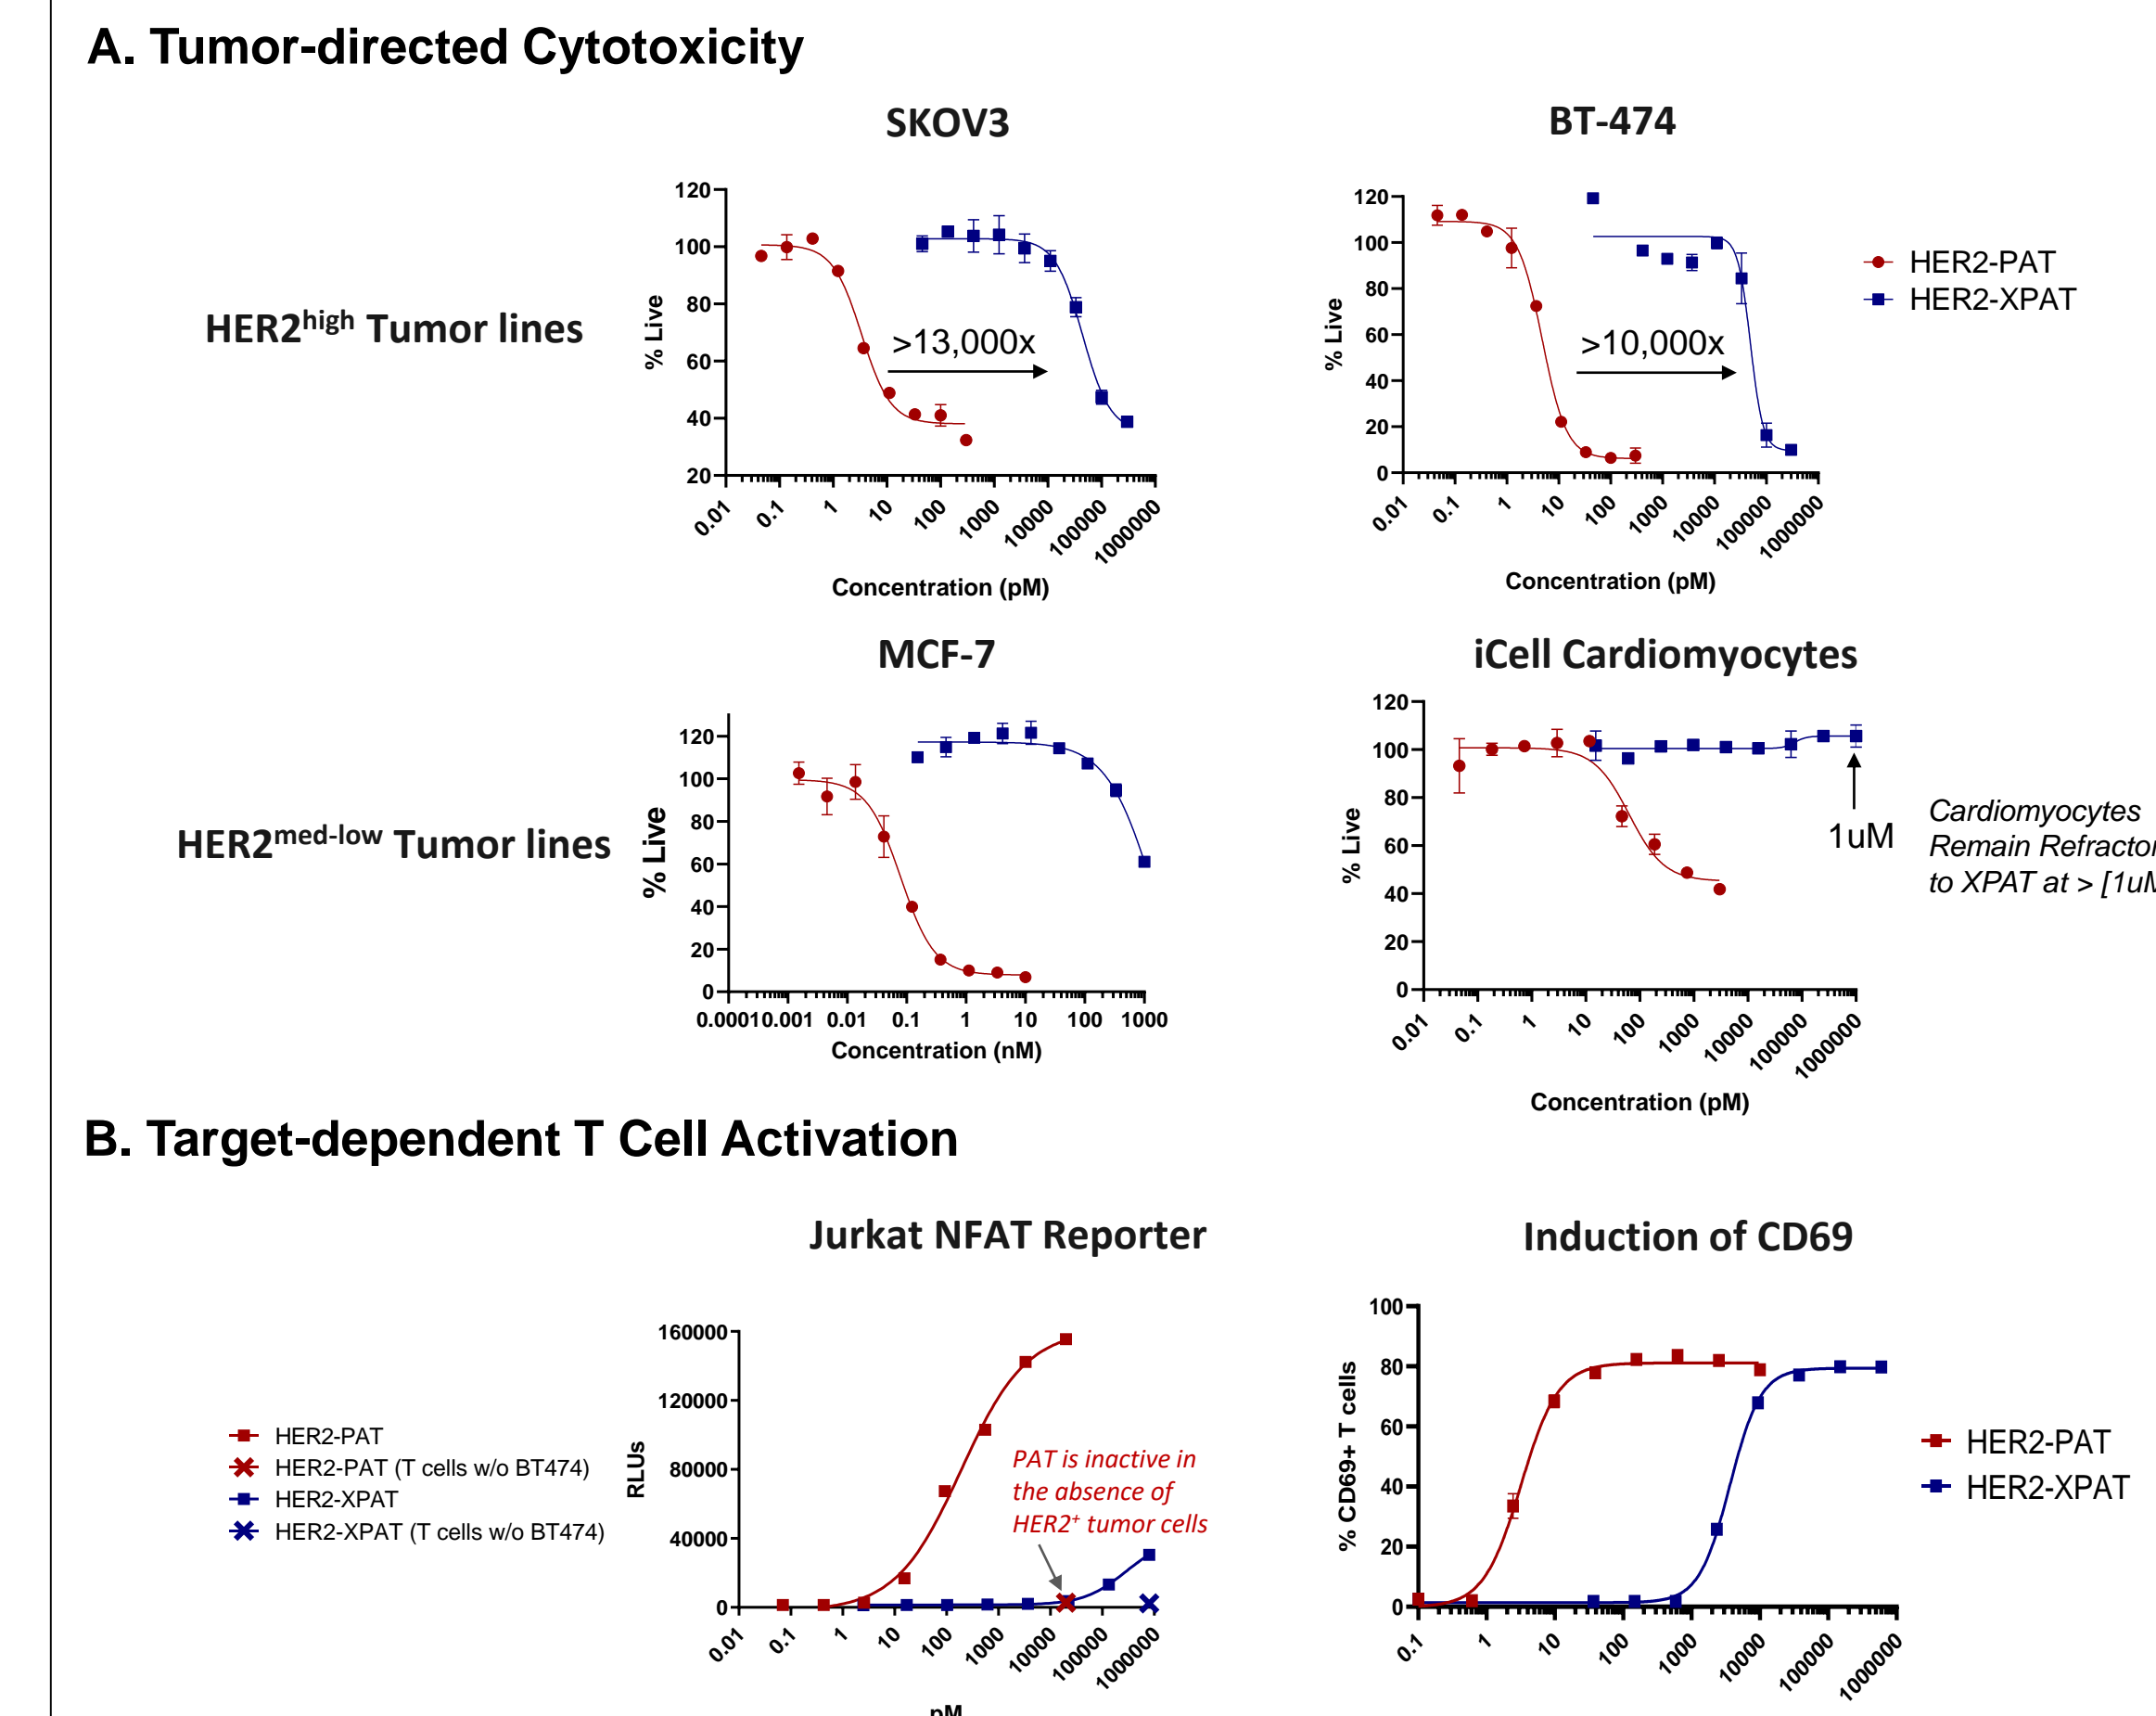 A. Tumor-directed Cytotoxicity
SKOV3
BT-474
HER2high Tumor lines
% Live
120
100
80
60
40
20
>13,000x
0.01
0.1
1
10
100
1000
10000
100000
1000000
Concentration (pM)
% Live
120
100
80
60
40
20
0
>10,000x
0.01
0.1
1
10
100
1000
10000
100000
1000000
Concentration (pM)
HER2-PAT
HER2-XPAT
MCF-7
iCell Cardiomyocytes
HER2med-low Tumor lines
% Live
120
100
80
60
40
20
0
0.0001
0.001
0.01
0.1
1
10
100
1000
Concentration (nM)
% Live
120
100
80
60
40
20
0
1uM
0.01
0.1
1
10
100
1000
10000
100000
1000000
Concentration (pM)
Cardiomyocytes
Remain Refractor
to XPAT at > [1uM
B. Target-dependent T Cell Activation
Jurkat NFAT Reporter
Induction of CD69
HER2-PAT
HER2-PAT (T cells w/o BT474)
HER2-XPAT
HER2-XPAT (T cells w/o BT474)
RLUs
160000
120000
80000
40000
0
PAT is inactive in
the absence of
HER2+ tumor cells
0.01
0.1
1
10
100
1000
10000
100000
1000000
pM
% CD69+ T cells
100
80
60
40
20
0
0.1
1
10
100
1000
10000
100000
1000000
HER2-PAT
HER2-XPAT